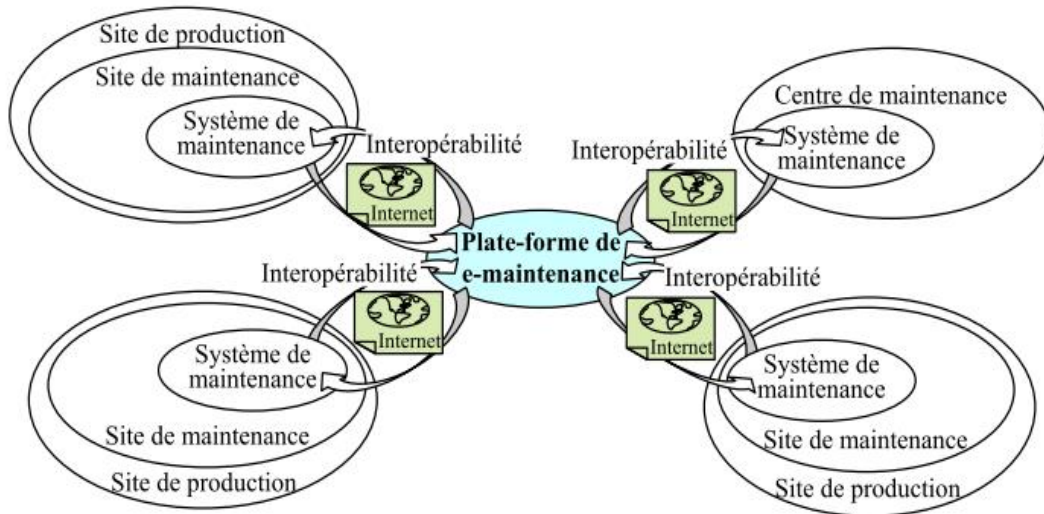 Site de production
Site de maintenance
Système de
maintenance
Interopérabilité
Internet
Centre de maintenance
Système de
maintenance
Interopérabilité
Internet
Plate-forme de
e-maintenance
Interopérabilité
Internet
Système de
maintenance
Site de maintenance
Site de production
Interopérabilité
Internet
Système de
maintenance
Site de maintenance
Site de production